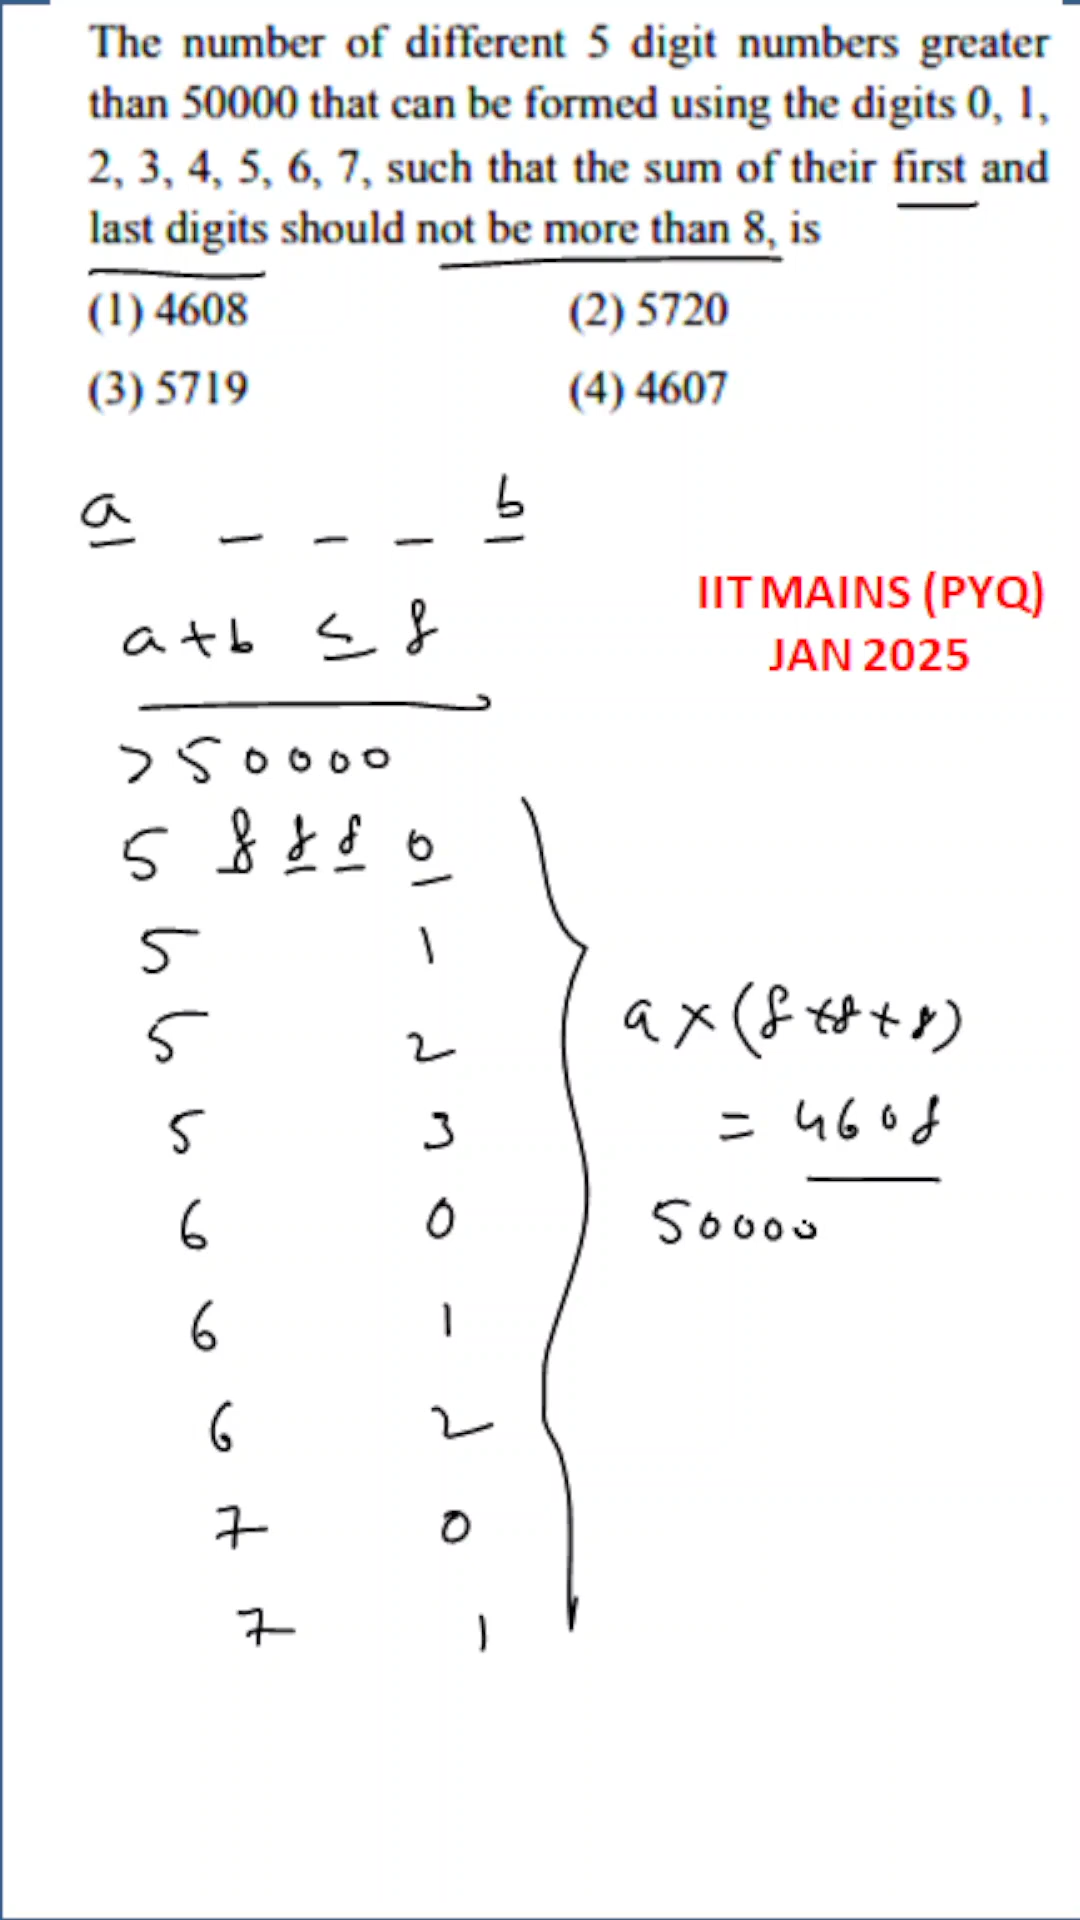 The number of different 5 digit numbers greater
than 50000 that can be formed using the digits 0, 1,
2, 3, 4, 5, 6, 7, such that the sum of their first and
last digits should not be more than 8, is
(1) 4608 (2) 5720
(3) 5719 (4) 4607
a _ _ _ b
IIT MAINS (PYQ)
JAN 2025
a+b ≤ 8
>50000
5 8 8 8 0
5 1
5 2
5 3
6 0
6 1
6 2
7 0
7 1
9×(8×8×8)
= 4608
50000